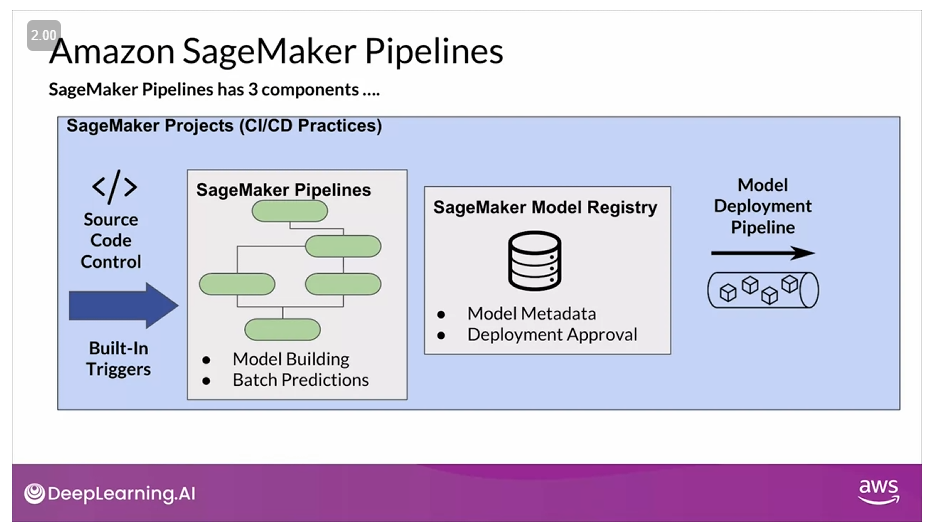 2.00
Amazon SageMaker Pipelines
SageMaker Pipelines has 3 components ....
SageMaker Projects (CI/CD Practices)
</>
Source
Code
Control
Built-In
Triggers
SageMaker Pipelines
● Model Building
● Batch Predictions
SageMaker Model Registry
● Model Metadata
● Deployment Approval
Model
Deployment
Pipeline
DeepLearning.AI
aws